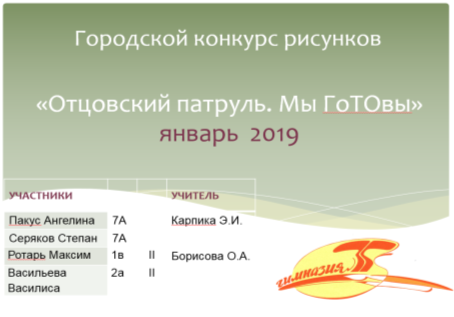 Городской конкурс рисунков
«Отцовский патруль. Мы ГоТОвы»
январь 2019
УЧАСТНИКИ УЧИТЕЛЬ
Пакус Ангелина 7А Карпика Э.И.
Серяков Степан 7А
Ротарь Максим 1в II Борисова О.А.
Васильева 2а II
Василиса
гимназия